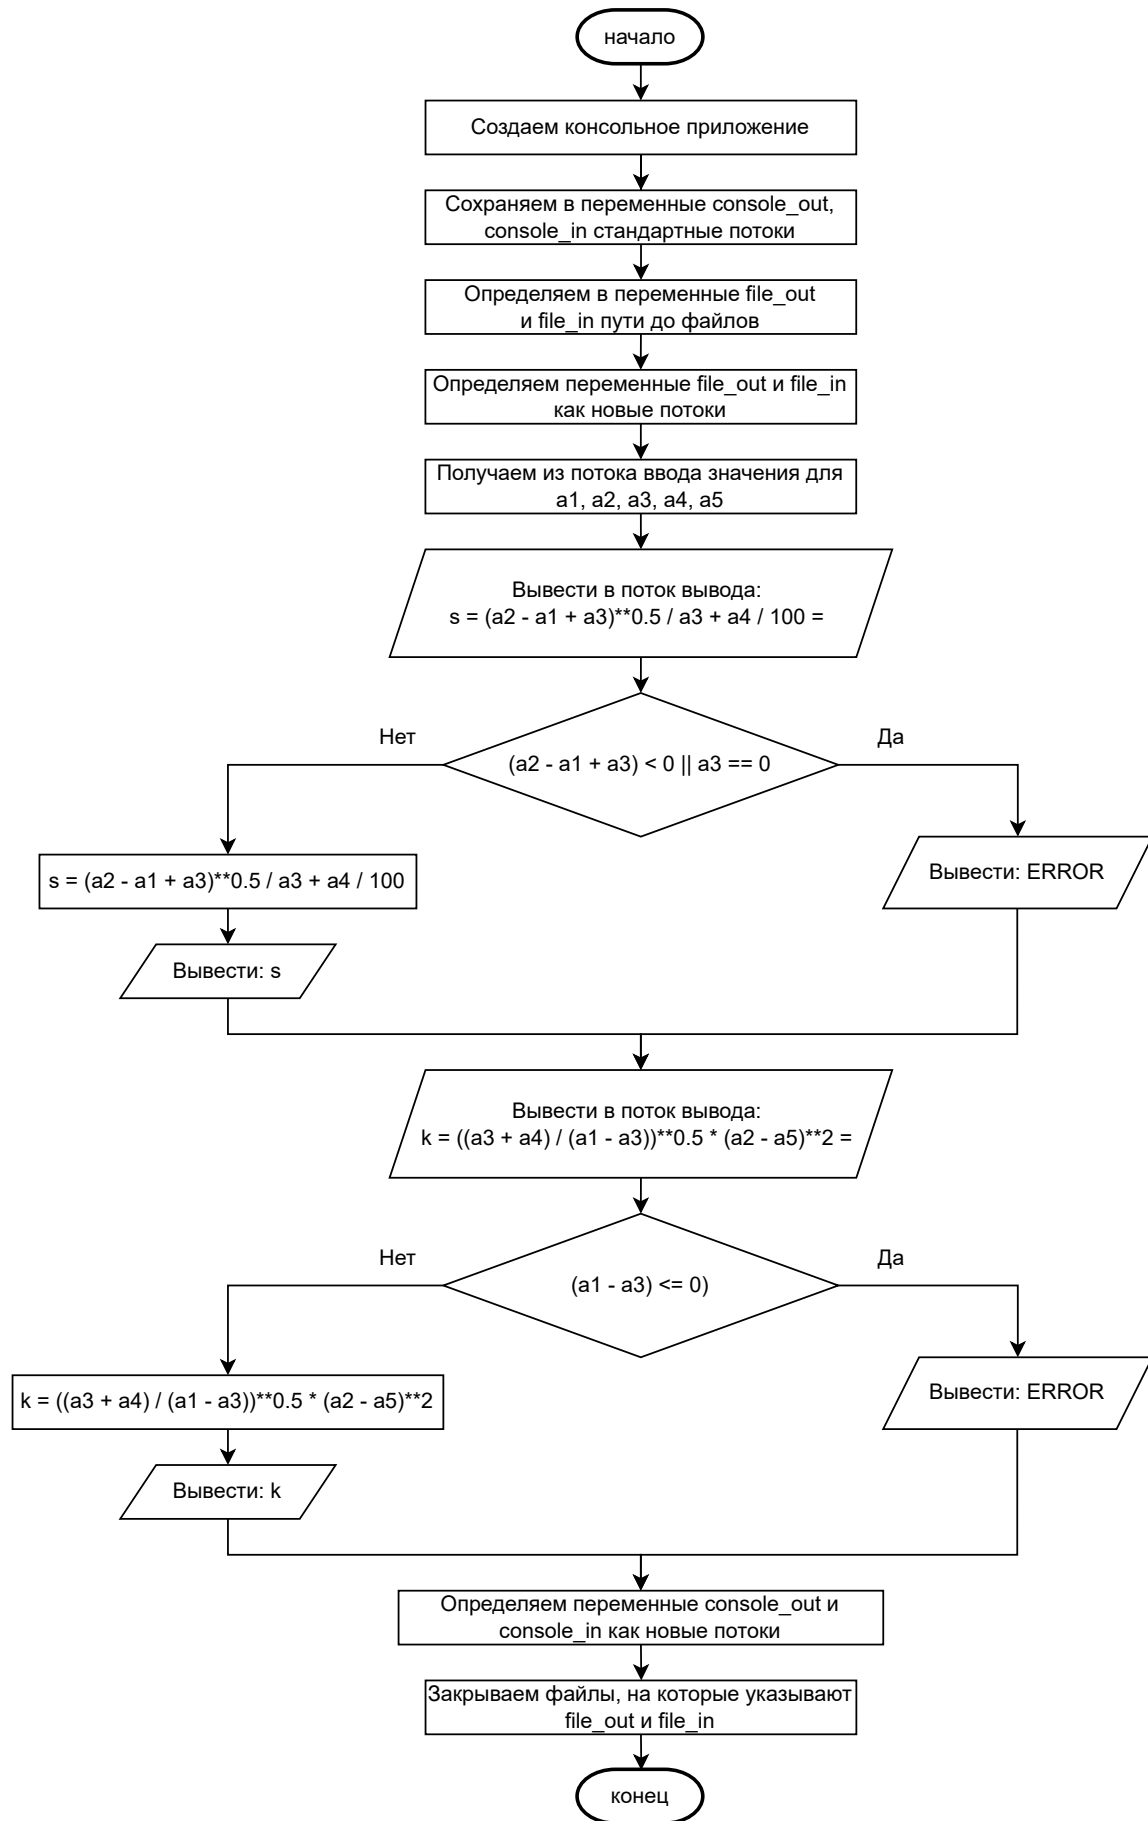 начало
Создаем консольное приложение
Сохраняем в переменные console_out,
console_in стандартные потоки
Определяем в переменные file_out
и file_in пути до файлов
Определяем переменные file_out и file_in
как новые потоки
Получаем из потока ввода значения для
a1, a2, a3, a4, a5
Вывести в поток вывода:
s = (a2 - a1 + a3)**0.5 / a3 + a4 / 100 =
Нет
Да
(a2 - a1 + a3) < 0 || a3 == 0
s = (a2 - a1 + a3)**0.5 / a3 + a4 / 100
Вывести: ERROR
Вывести: s
Вывести в поток вывода:
k = ((a3 + a4) / (a1 - a3))**0.5 * (a2 - a5)**2 =
Нет
Да
(a1 - a3) <= 0)
k = ((a3 + a4) / (a1 - a3))**0.5 * (a2 - a5)**2
Вывести: ERROR
Вывести: k
Определяем переменные console_out и
console_in как новые потоки
Закрываем файлы, на которые указывают
file_out и file_in
конец